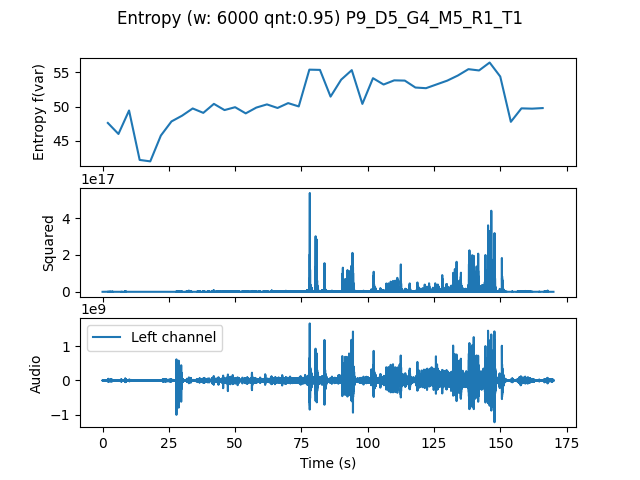 Entropy (w: 6000 qnt:0.95) P9_D5_G4_M5_R1_T1
Entropy f(var)
55
50
45
1e17
Squared
4
2
0
1e9
Audio
Left channel
1
0
−1
0
25
50
75
100
125
150
175
Time (s)